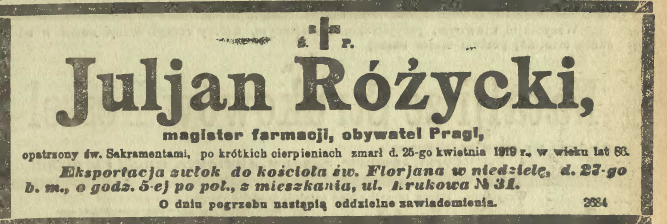 ś. p.
Juljan Różycki,
magister farmacji, obywatel Pragi,
opatrzony św. Sakramentami, po krótkich cierpieniach zmarł d. 25-go kwietnia 1919 r., w wieku lat 86.
Eksportacja zwłok do kościoła św. Florjana w niedzielę, d. 27-go
b. m., o godz. 5-ej po poł., z mieszkania, ul. Brukowa № 31.
O dniu pogrzebu nastąpią oddzielne zawiadomienia.
2684